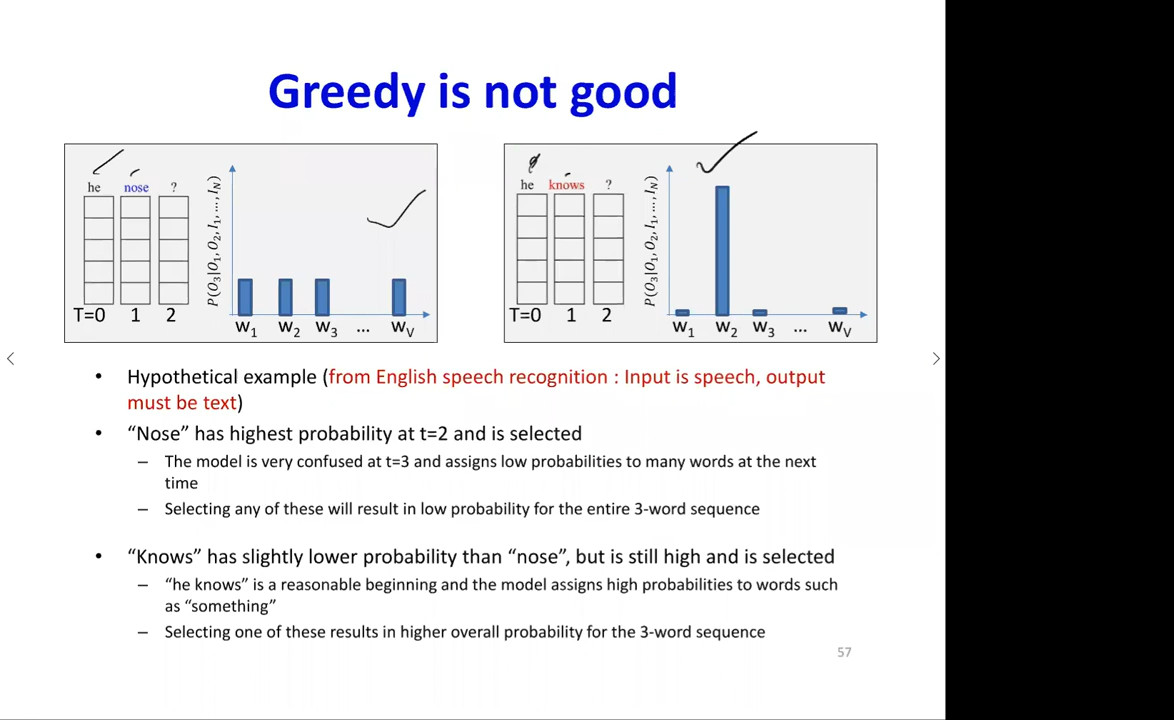 Greedy is not good
he nose ?
P(O₃|O₁, O₂, I₁, …, I_N)
T=0 1 2
w₁ w₂ w₃ … w_V
he knows ?
P(O₃|O₁, O₂, I₁, …, I_N)
T=0 1 2
w₁ w₂ w₃ … w_V
• Hypothetical example (from English speech recognition : Input is speech, output
must be text)
• “Nose” has highest probability at t=2 and is selected
– The model is very confused at t=3 and assigns low probabilities to many words at the next
time
– Selecting any of these will result in low probability for the entire 3-word sequence
• “Knows” has slightly lower probability than “nose”, but is still high and is selected
– “he knows” is a reasonable beginning and the model assigns high probabilities to words such
as “something”
– Selecting one of these results in higher overall probability for the 3-word sequence
57